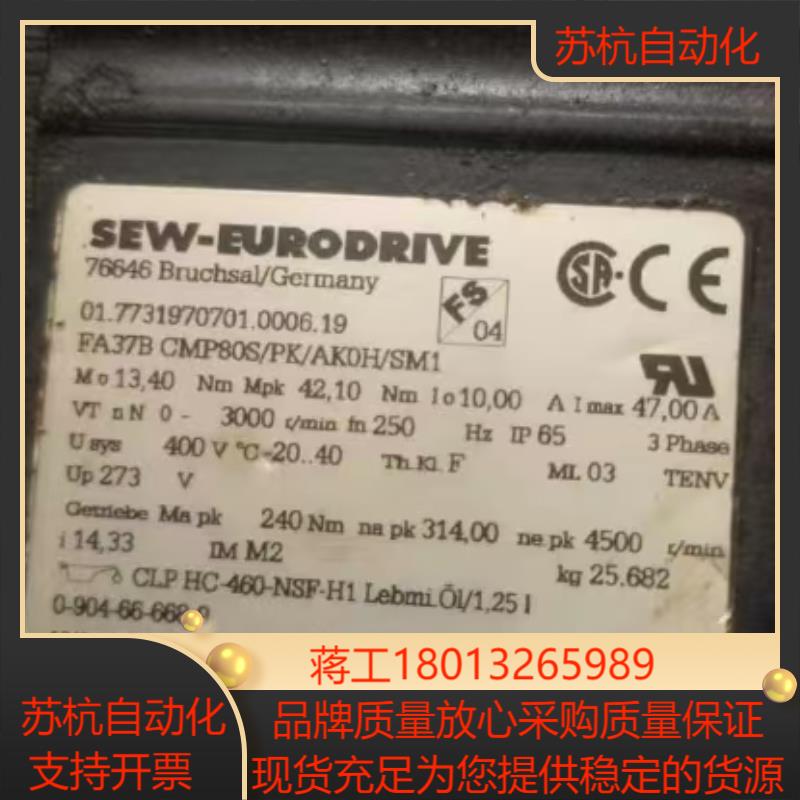 苏杭自动化
SEW-EURODRIVE
76646 Bruchsal/Germany
CE
FS
04
01.7731970701.0006.19
FA37B CMP80S/PK/AK0H/SM1
Mo 13,40 Nm Mpk 42,10 Nm Io 10,00 A Imax 47,00 A
VT nN 0 - 3000 r/min fn 250 Hz IP 65 3 Phase
Usys 400 V °C -20..40 Th.Kl. F ML 03 TENV
Up 273 V
Getriebe Ma pk 240 Nm na pk 314,00 ne pk 4500 r/min
i 14,33 IM M2 kg 25.682
CLP HC-460-NSF-H1 Lebmi.Öl/1,25 l
蒋工18013265989
苏杭自动化
支持开票
品牌质量放心采购质量保证
现货充足为您提供稳定的货源